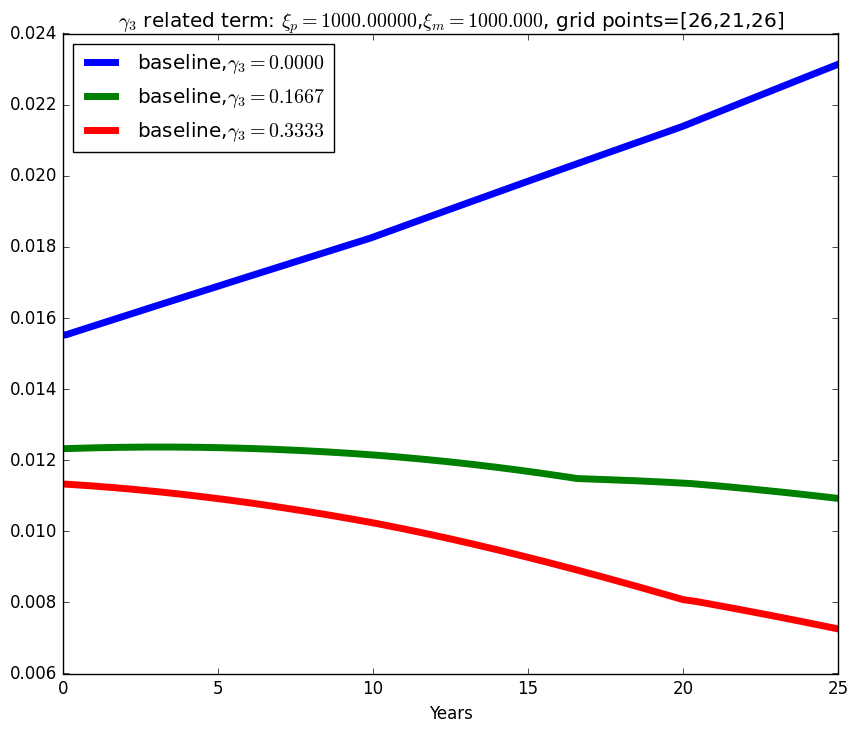 γ₃ related term: ξₚ = 1000.00000,ξₘ = 1000.000, grid points=[26,21,26]
baseline,γ₃ = 0.0000
baseline,γ₃ = 0.1667
baseline,γ₃ = 0.3333
0.024
0.022
0.020
0.018
0.016
0.014
0.012
0.010
0.008
0.006
0 5 10 15 20 25
Years